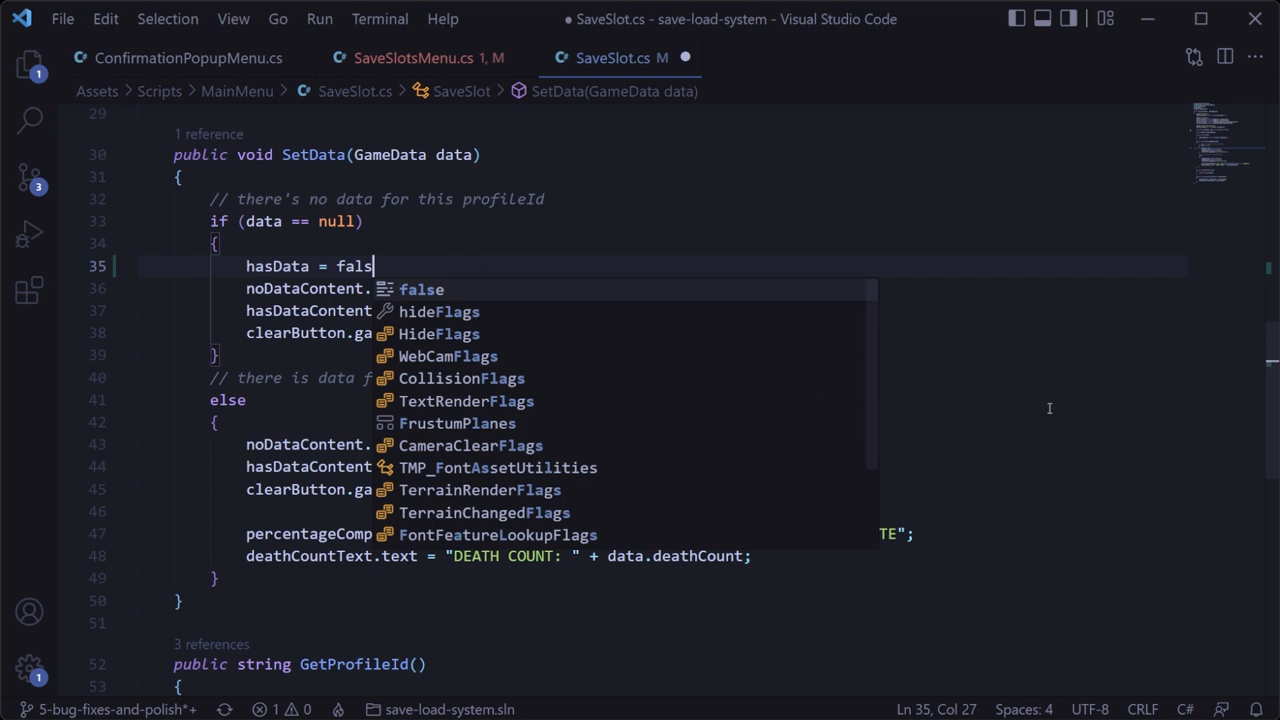 File Edit Selection View Go Run Terminal Help ● SaveSlot.cs - save-load-system - Visual Studio Code
ConfirmationPopupMenu.cs SaveSlotsMenu.cs 1, M SaveSlot.cs M
Assets > Scripts > MainMenu > SaveSlot.cs > SaveSlot > SetData(GameData data)
29
1 reference
30 public void SetData(GameData data)
31 {
32 // there's no data for this profileId
33 if (data == null)
34 {
35 hasData = fals
36 noDataContent. false
hideFlags
37 hasDataContent
38 clearButton.ga HideFlags
39 } WebCamFlags
40 // there is data f CollisionFlags
41 else TextRenderFlags
42 { FrustumPlanes
43 noDataContent. CameraClearFlags
44 hasDataContent TMP_FontAssetUtilities
45 clearButton.ga TerrainRenderFlags
46 TerrainChangedFlags
47 percentageComp FontFeatureLookupFlags TE";
48 deathCountText.text = "DEATH COUNT: " + data.deathCount;
49 }
50 }
51
3 references
52 public string GetProfileId()
53 {
1
3
1
5-bug-fixes-and-polish*+ 1 0 save-load-system.sln Ln 35, Col 27 Spaces: 4 UTF-8 CRLF C#